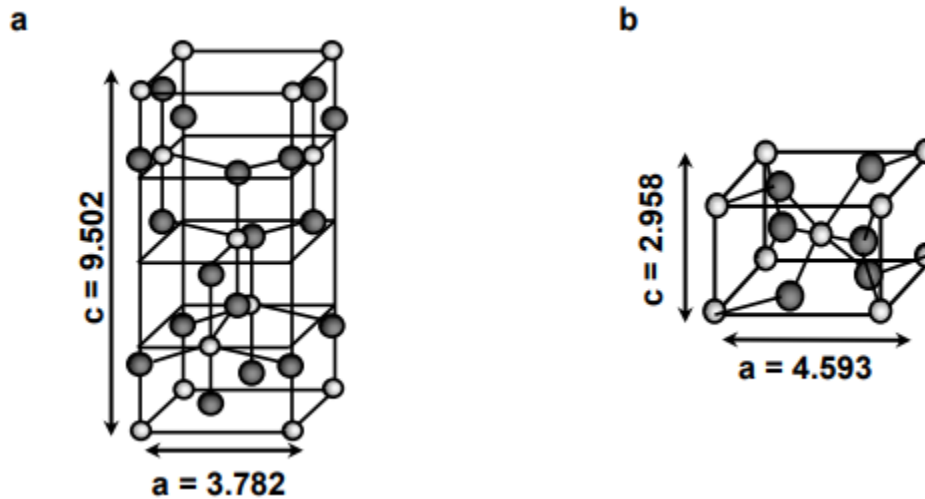 a
b
c = 9.502
a = 3.782
c = 2.958
a = 4.593